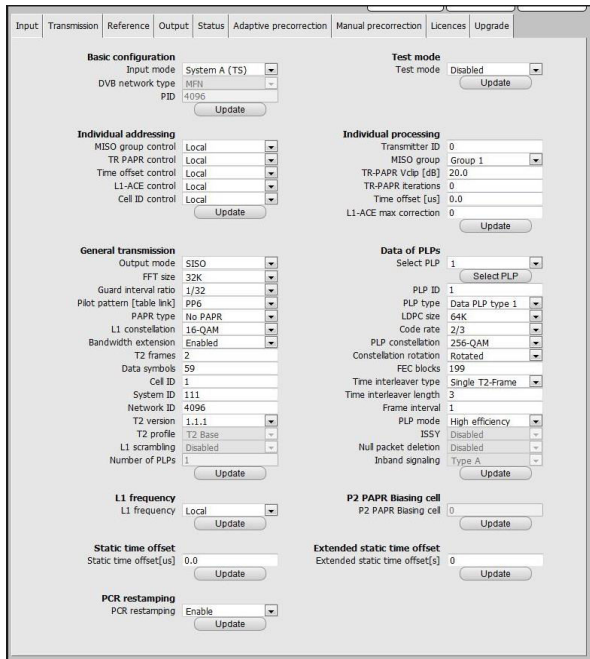 Input Transmission Reference Output Status Adaptive precorrection Manual precorrection Licences Upgrade
Basic configuration
Input mode System A (TS)
DVB network type MFN
PID 4096
Update
Test mode
Test mode Disabled
Update
Individual addressing
MISO group control Local
TR PAPR control Local
Time offset control Local
L1-ACE control Local
Cell ID control Local
Update
Individual processing
Transmitter ID 0
MISO group Group 1
TR-PAPR Vclip [dB] 20.0
TR-PAPR iterations 0
Time offset [us] 0.0
L1-ACE max correction 0
Update
General transmission
Output mode SISO
FFT size 32K
Guard interval ratio 1/32
Pilot pattern [table link] PP6
PAPR type No PAPR
L1 constellation 16-QAM
Bandwidth extension Enabled
T2 frames 2
Data symbols 59
Cell ID 1
System ID 111
Network ID 4096
T2 version 1.1.1
T2 profile T2 Base
L1 scrambling Disabled
Number of PLPs 1
Update
Data of PLPs
Select PLP 1
Select PLP
PLP ID 1
PLP type Data PLP type 1
LDPC size 64K
Code rate 2/3
PLP constellation 256-QAM
Constellation rotation Rotated
FEC blocks 199
Time interleaver type Single T2-Frame
Time interleaver length 3
Frame interval 1
PLP mode High efficiency
ISSY Disabled
Null packet deletion Disabled
Inband signaling Type A
Update
L1 frequency
L1 frequency Local
Update
P2 PAPR Biasing cell
P2 PAPR Biasing cell 0
Update
Static time offset
Static time offset[us] 0.0
Update
Extended static time offset
Extended static time offset[s] 0
Update
PCR restamping
PCR restamping Enable
Update